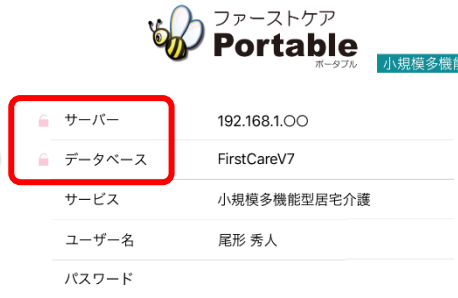 ファーストケア
Portable
ポータブル
小規模多機
サーバー 192.168.1.〇〇
データベース FirstCareV7
サービス 小規模多機能型居宅介護
ユーザー名 尾形 秀人
パスワード